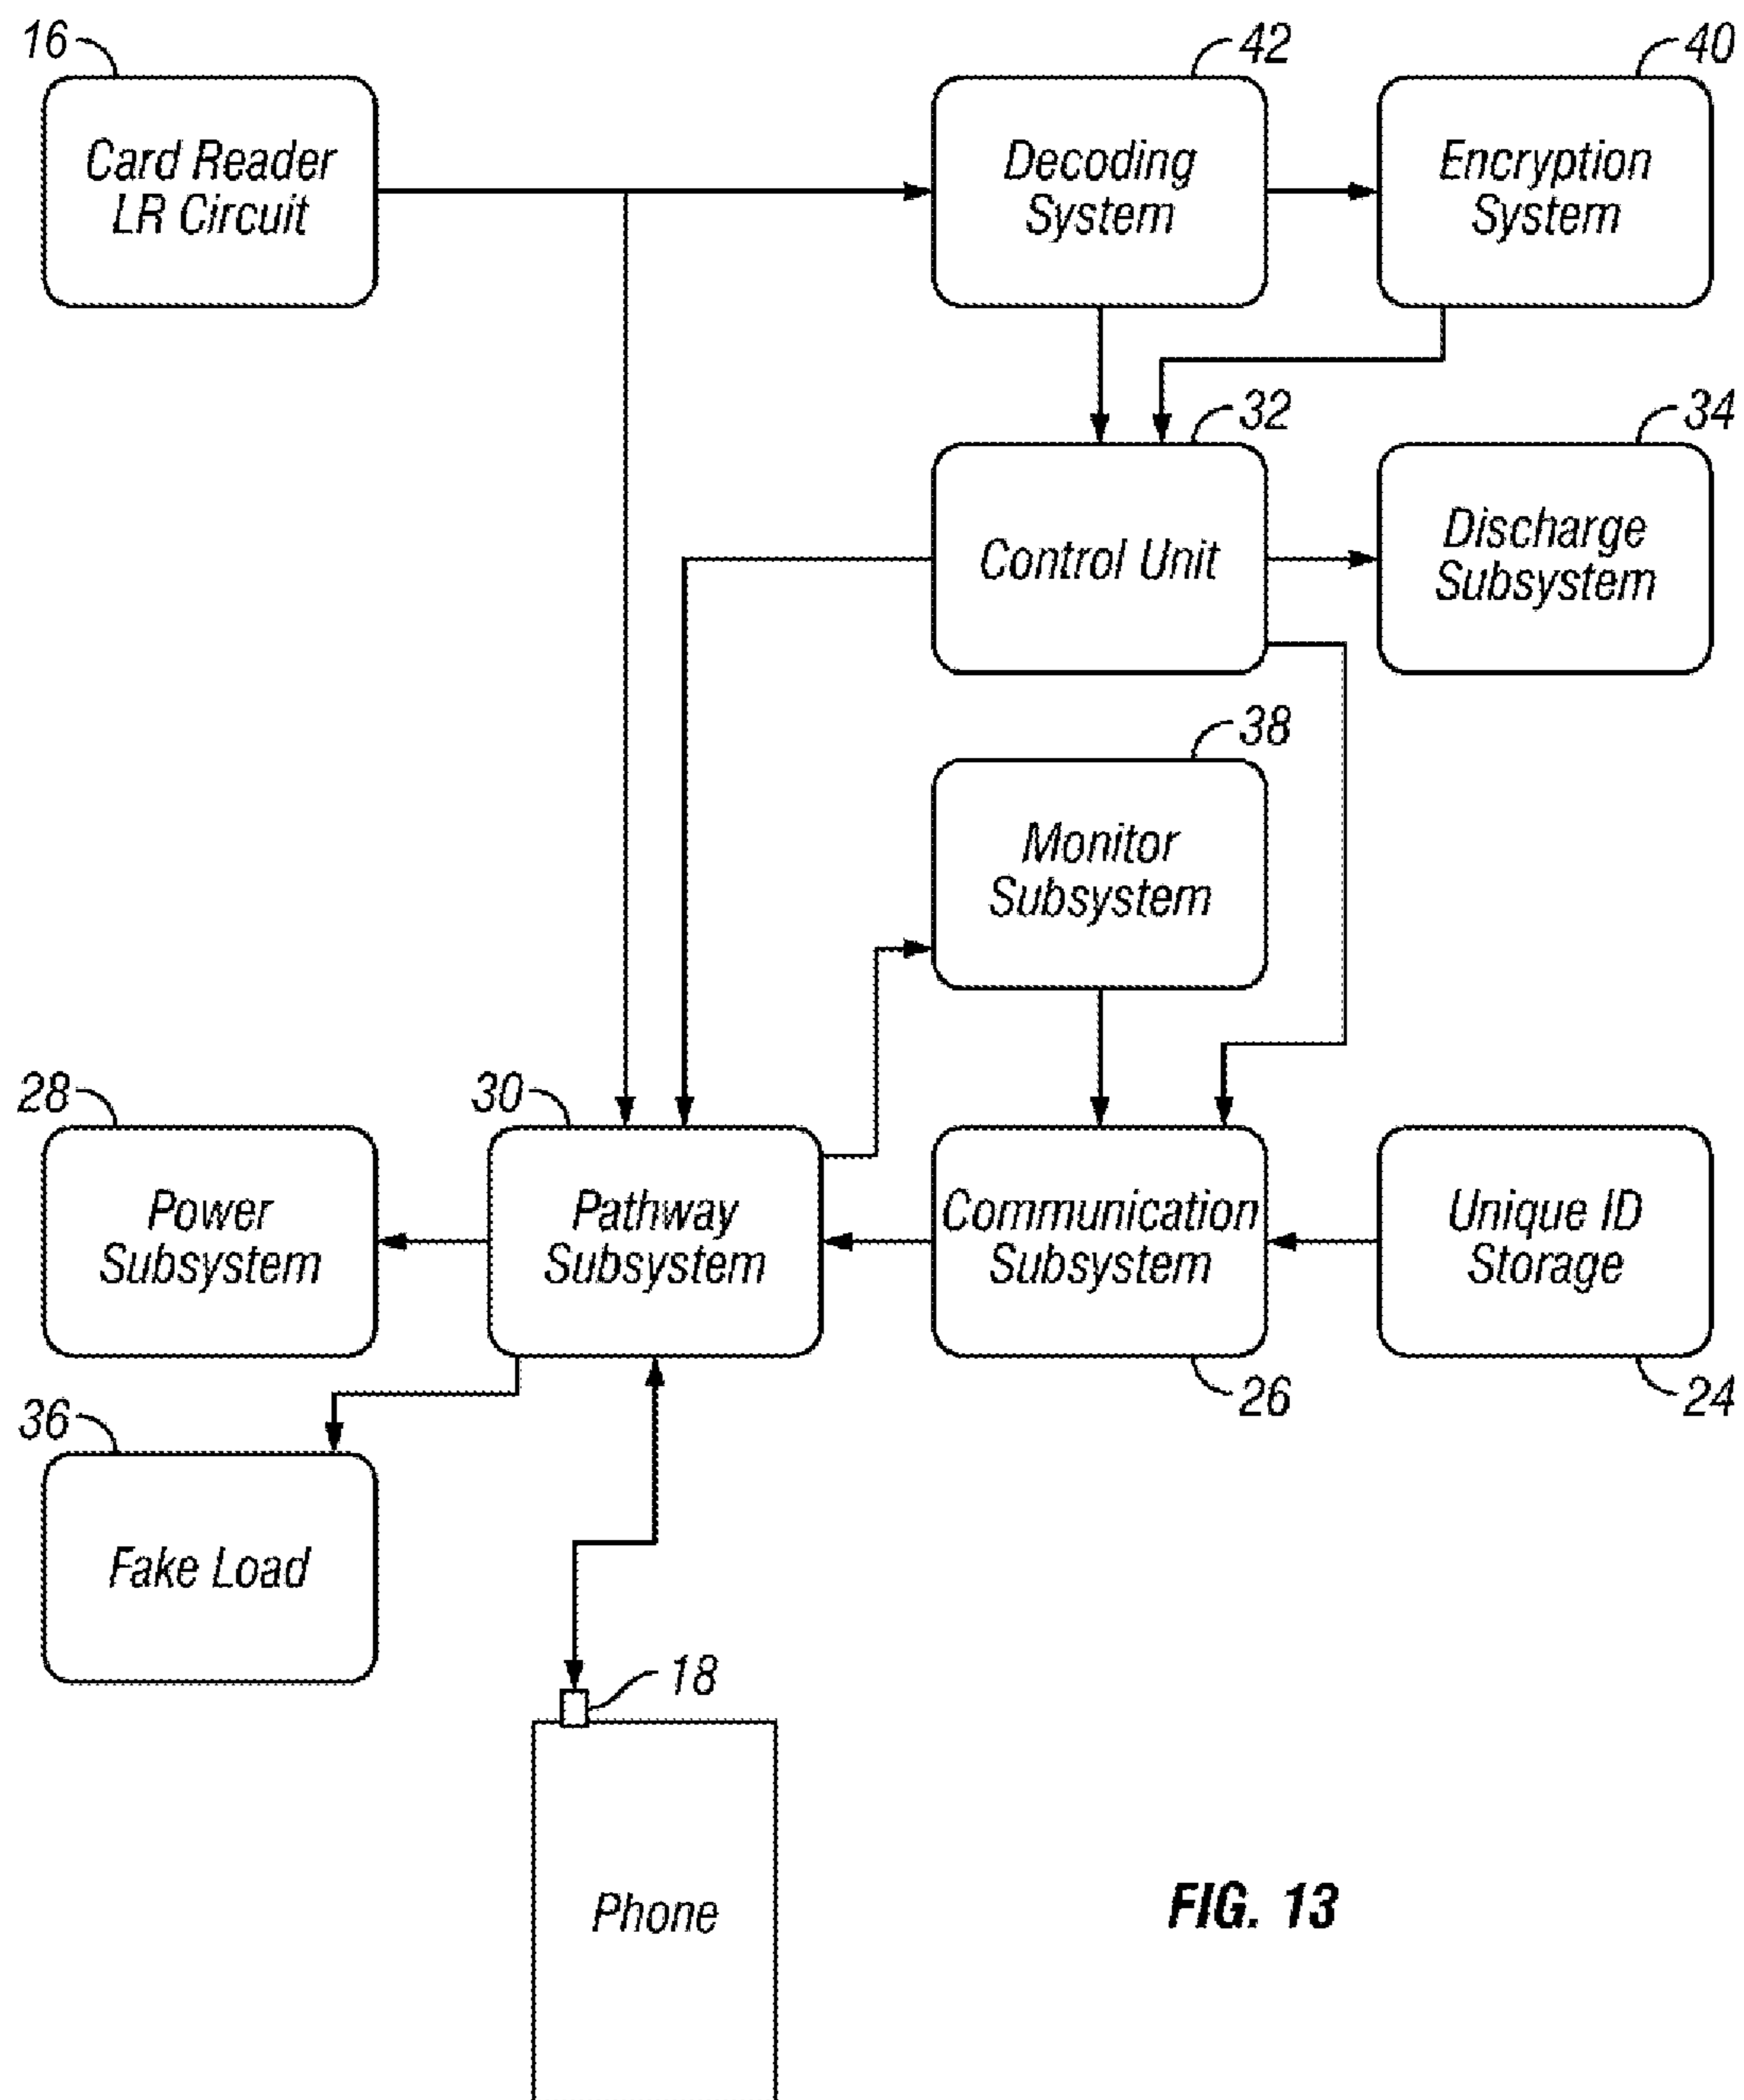 16
42
40
Card Reader
LR Circuit
Decoding
System
Encryption
System
32
34
Control Unit
Discharge
Subsystem
38
Monitor
Subsystem
28
30
Power
Subsystem
Pathway
Subsystem
Communication
Subsystem
Unique ID
Storage
26
24
36
Fake Load
18
Phone
FIG. 13